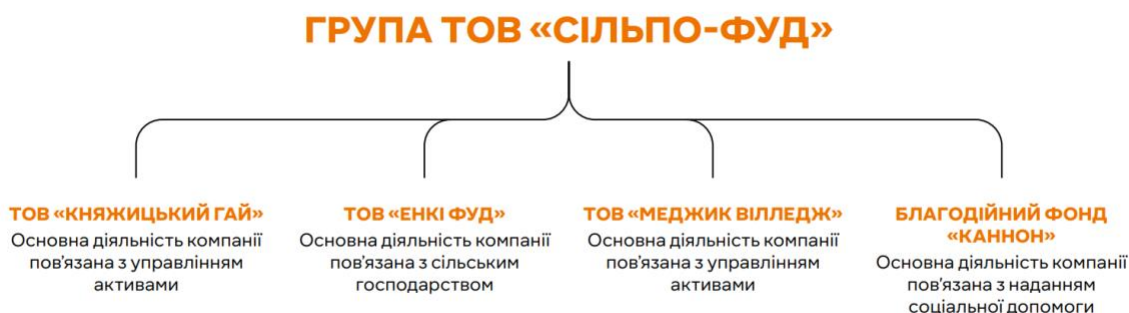 ГРУПА ТОВ «СІЛЬПО-ФУД»
ТОВ «КНЯЖИЦЬКИЙ ГАЙ»
Основна діяльність компанії
пов’язана з управлінням
активами
ТОВ «ЕНКІ ФУД»
Основна діяльність компанії
пов’язана з сільським
господарством
ТОВ «МЕДЖИК ВІЛЛЕДЖ»
Основна діяльність компанії
пов’язана з управлінням
активами
БЛАГОДІЙНИЙ ФОНД
«КАННОН»
Основна діяльність компанії
пов’язана з наданням
соціальної допомоги